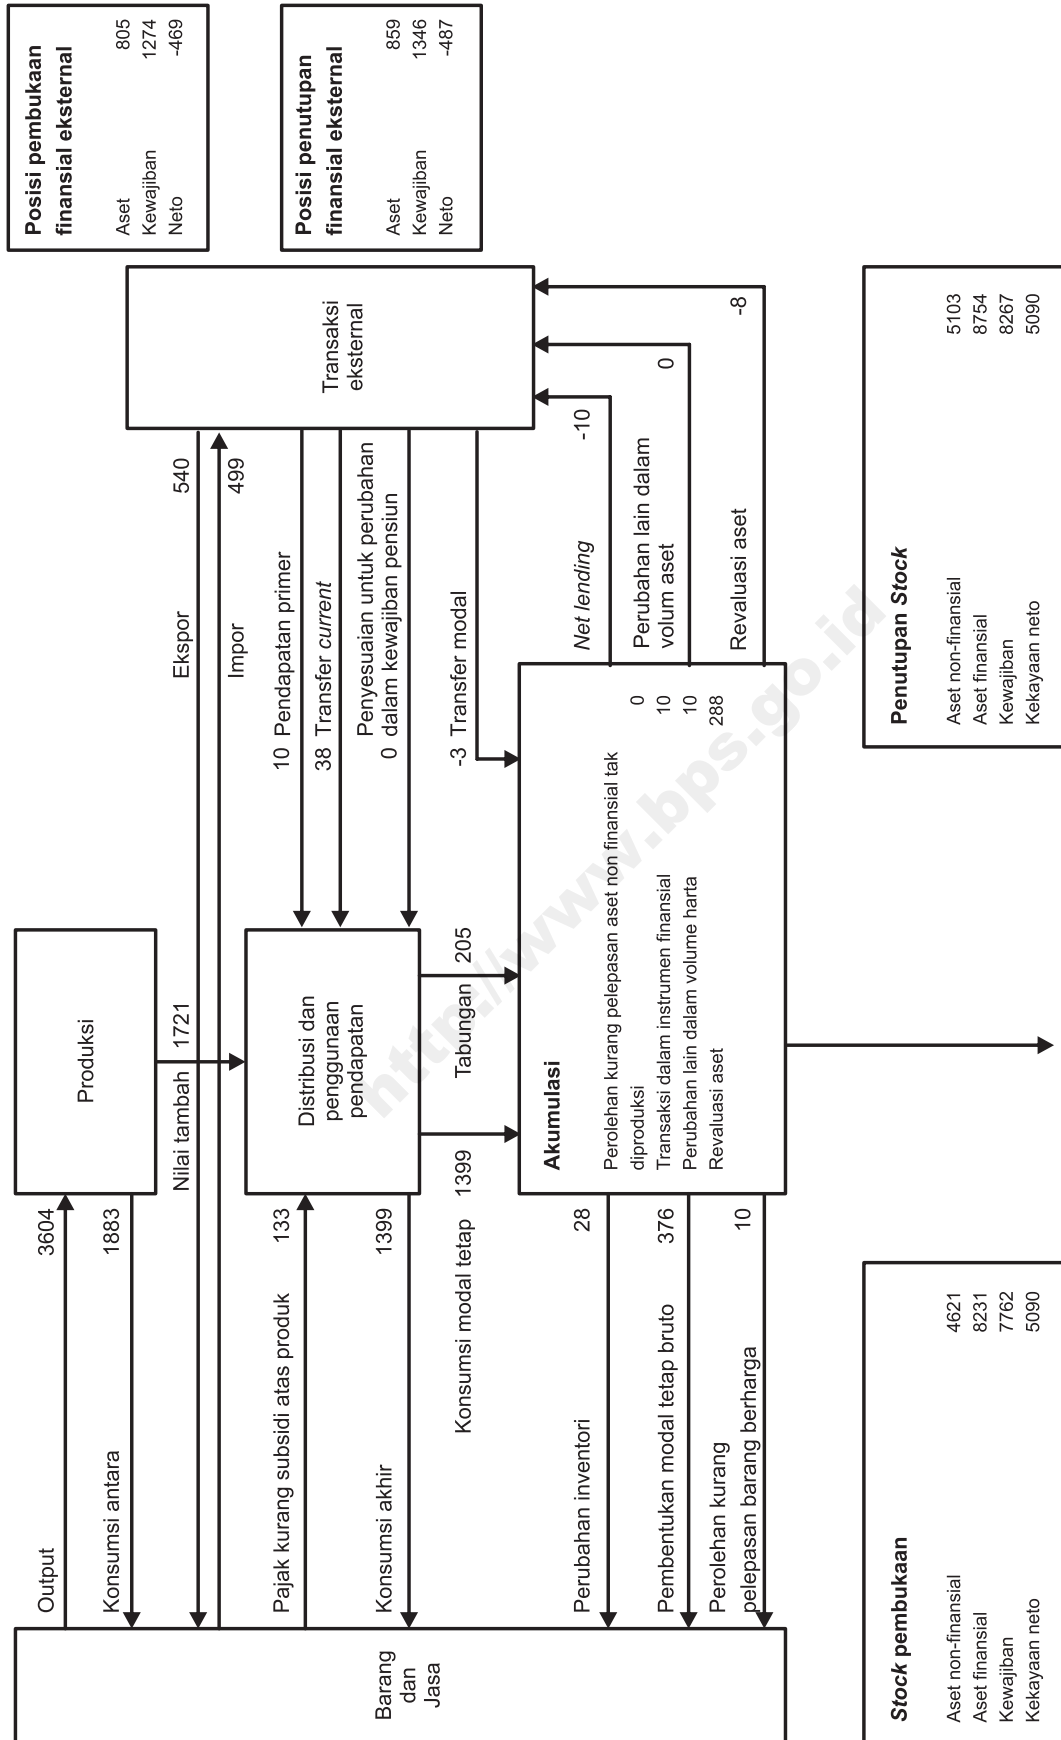 Barang
dan
Jasa
Output 3604
Konsumsi antara 1883
Produksi
Nilai tambah 1721
Ekspor 540
Impor 499
Transaksi
eksternal
Posisi pembukaan
finansial eksternal
Aset 805
Kewajiban 1274
Neto -469
Posisi penutupan
finansial eksternal
Aset 859
Kewajiban 1346
Neto -487
Pajak kurang subsidi atas produk 133
Konsumsi akhir 1399
Distribusi dan
penggunaan
pendapatan
10 Pendapatan primer
38 Transfer current
Penyesuaian untuk perubahan
0 dalam kewajiban pensiun
-3 Transfer modal
Konsumsi modal tetap 1399
Tabungan 205
Perubahan inventori 28
Pembentukan modal tetap bruto 376
Perolehan kurang
pelepasan barang berharga 10
Akumulasi
Perolehan kurang pelepasan aset non finansial tak
diproduksi 0
Transaksi dalam instrumen finansial 10
Perubahan lain dalam volume harta 10
Revaluasi aset 288
Net lending -10
Perubahan lain dalam
volum aset 0
Revaluasi aset -8
Stock pembukaan
Aset non-finansial 4621
Aset finansial 8231
Kewajiban 7762
Kekayaan neto 5090
Penutupan Stock
Aset non-finansial 5103
Aset finansial 8754
Kewajiban 8267
Kekayaan neto 5090
http://www.bps.go.id